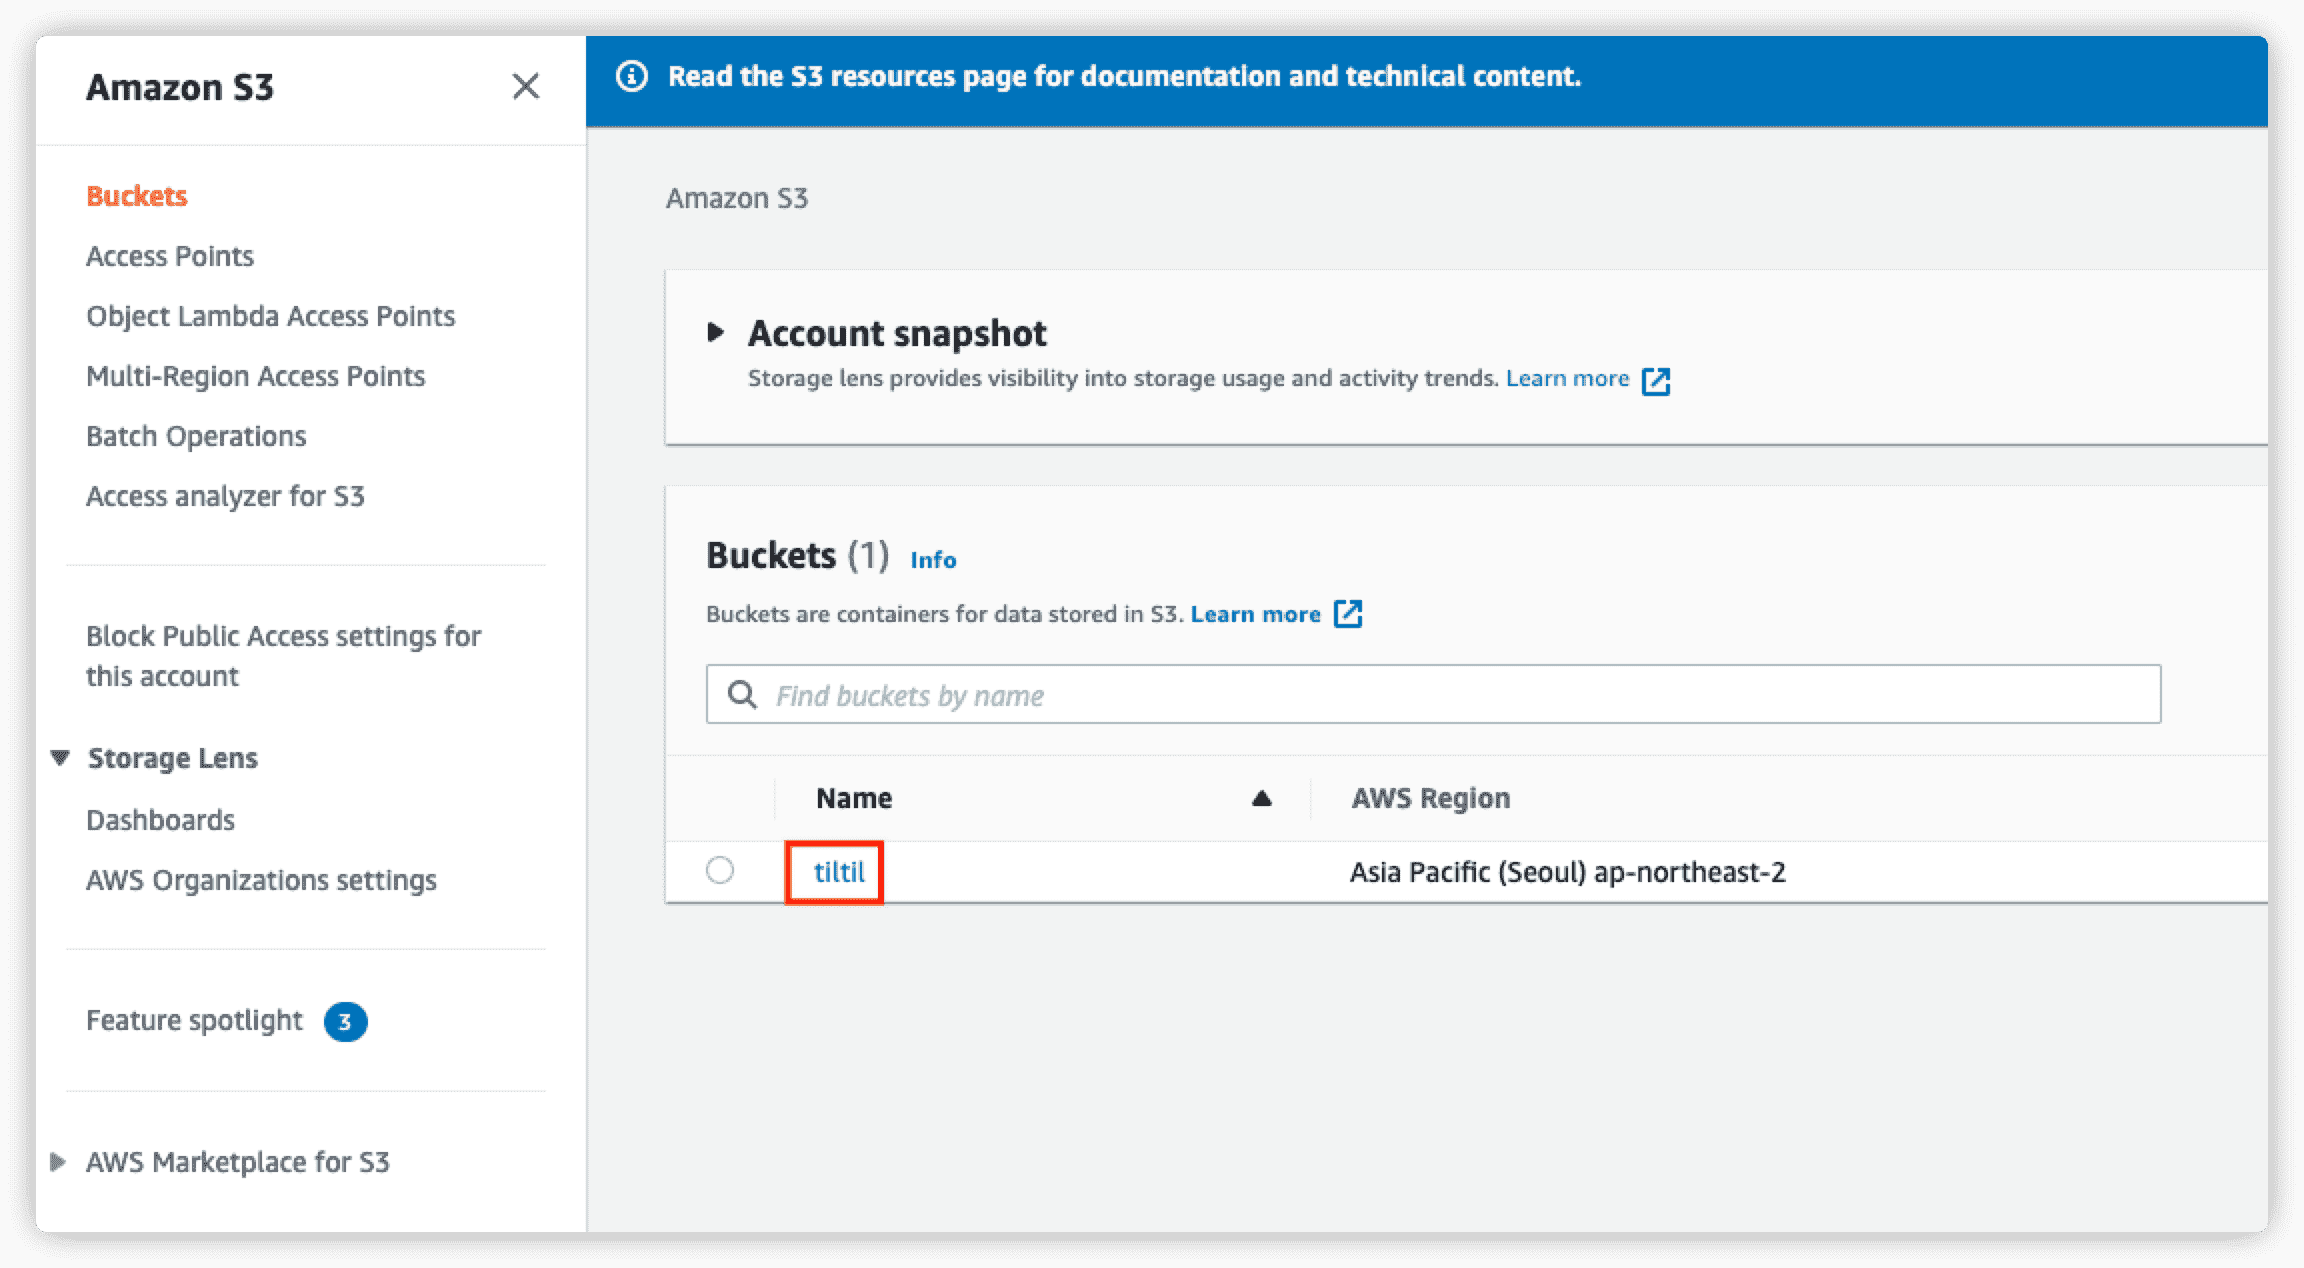 Amazon S3
Buckets
Access Points
Object Lambda Access Points
Multi-Region Access Points
Batch Operations
Access analyzer for S3
Block Public Access settings for
this account
Storage Lens
Dashboards
AWS Organizations settings
Feature spotlight 3
AWS Marketplace for S3
Read the S3 resources page for documentation and technical content.
Amazon S3
Account snapshot
Storage lens provides visibility into storage usage and activity trends. Learn more
Buckets (1) Info
Buckets are containers for data stored in S3. Learn more
Find buckets by name
Name AWS Region
tiltil Asia Pacific (Seoul) ap-northeast-2